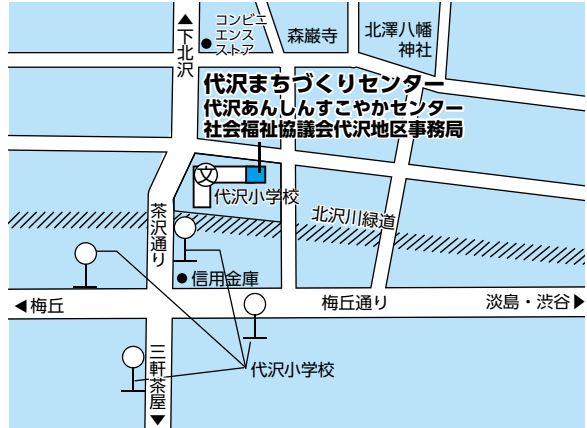 ▲下北沢
コンビニ
エンス
ストア
森巌寺
北澤八幡
神社
代沢まちづくりセンター
代沢あんしんすこやかセンター
社会福祉協議会代沢地区事務局
文
代沢小学校
茶沢通り
北沢川緑道
信用金庫
◀梅丘
梅丘通り
淡島・渋谷▶
代沢小学校
三軒茶屋▼